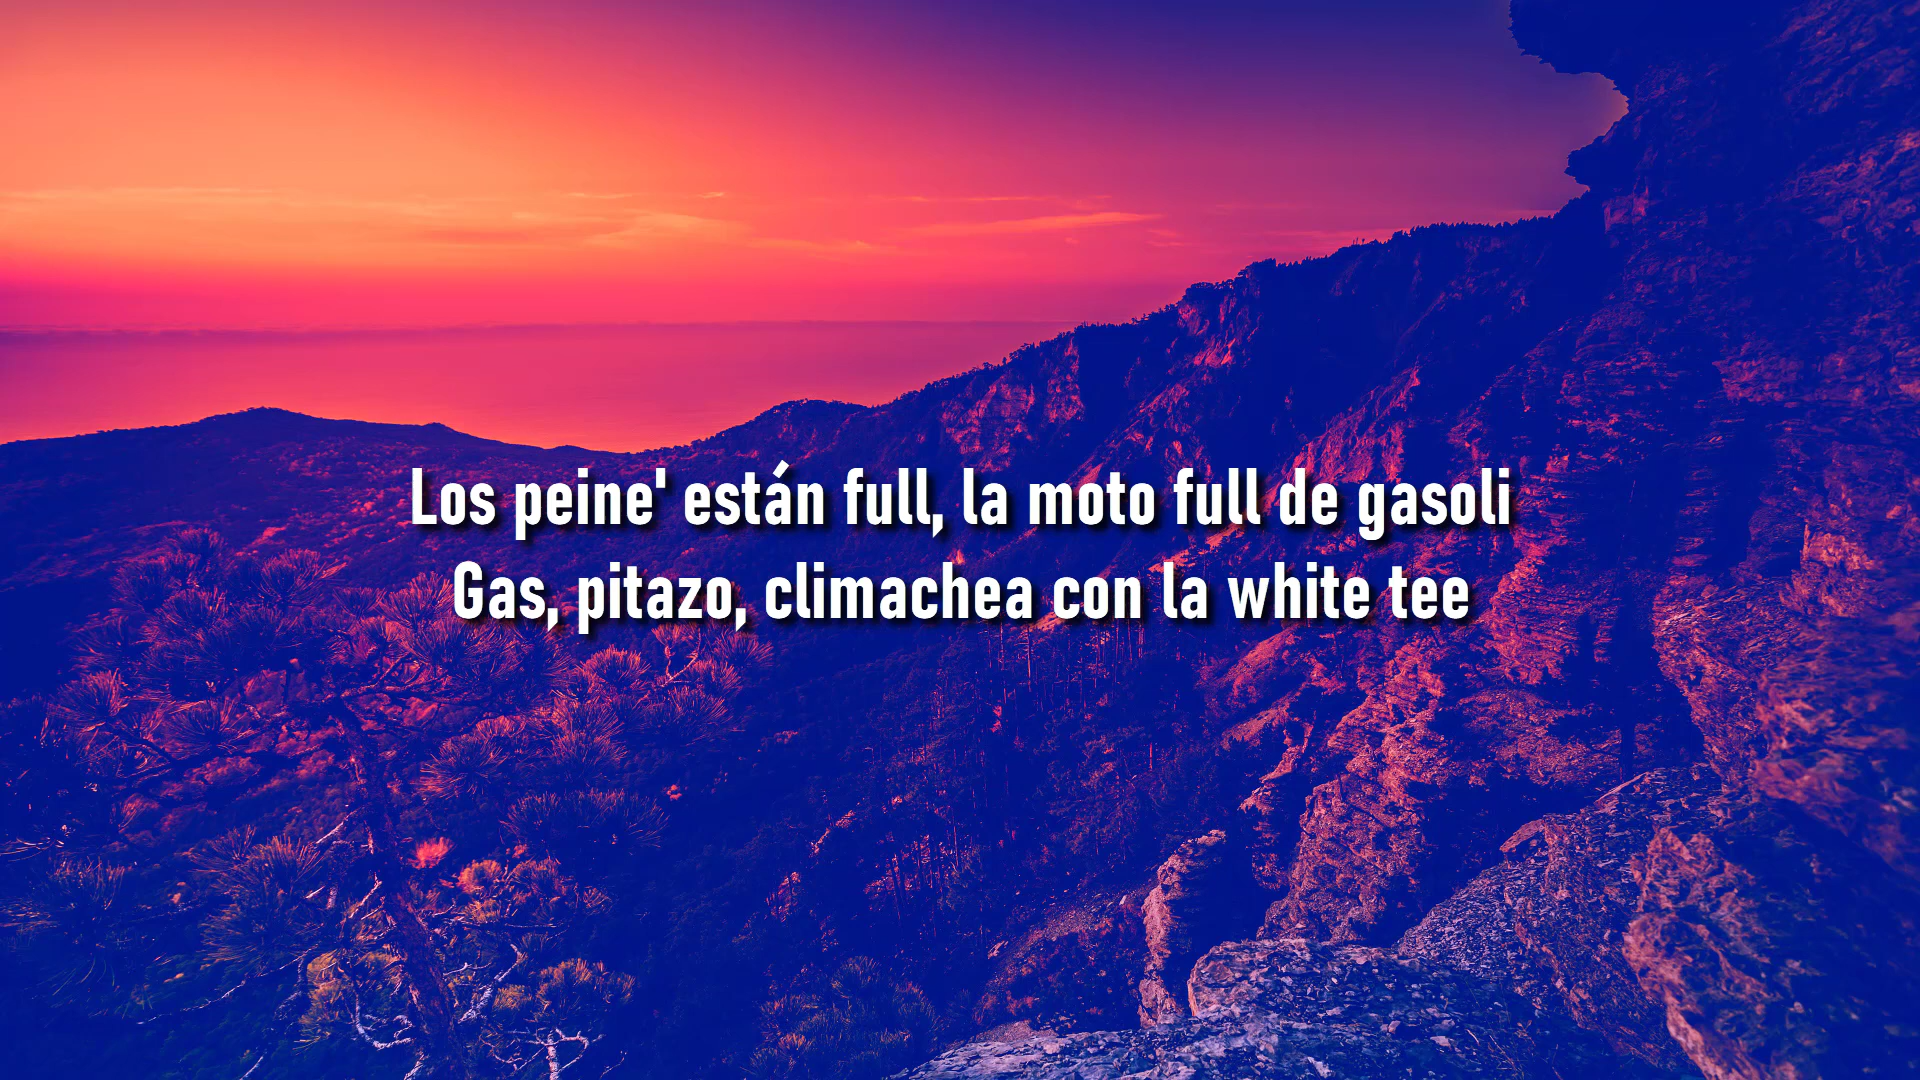 Los peine' están full, la moto full de gasoli
Gas, pitazo, climachea con la white tee